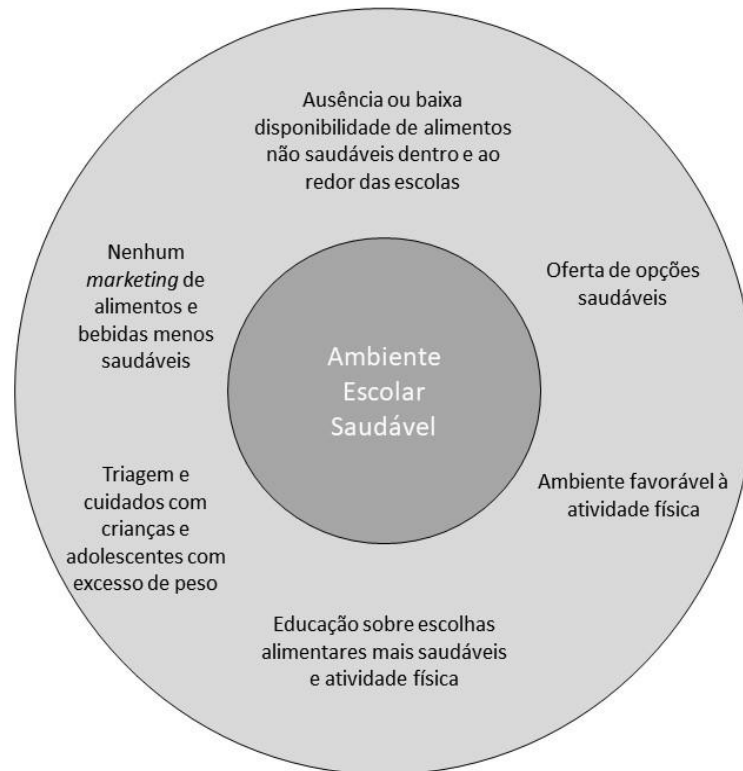 Ausência ou baixa
disponibilidade de alimentos
não saudáveis dentro e ao
redor das escolas
Oferta de opções
saudáveis
Ambiente favorável à
atividade física
Educação sobre escolhas
alimentares mais saudáveis
e atividade física
Triagem e
cuidados com
crianças e
adolescentes com
excesso de peso
Nenhum
marketing de
alimentos e
bebidas menos
saudáveis
Ambiente
Escolar
Saudável